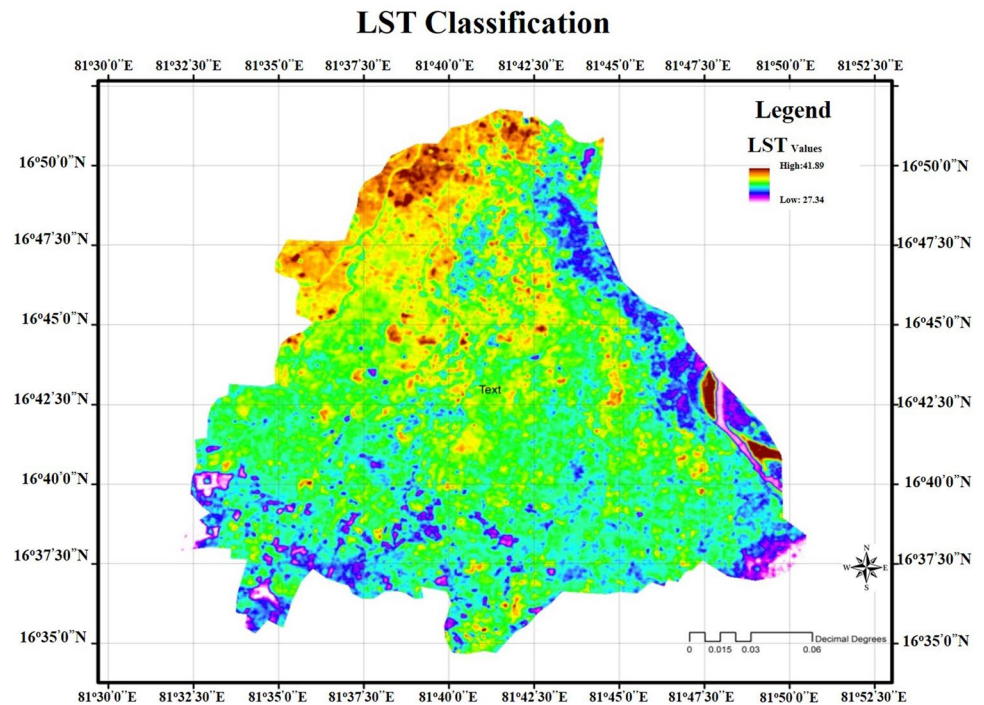 LST Classification
81°30'0"E 81°32'30"E 81°35'0"E 81°37'30"E 81°40'0"E 81°42'30"E 81°45'0"E 81°47'30"E 81°50'0"E 81°52'30"E
Legend
LST Values
High:41.89
Low: 27.34
16°50'0"N 16°50'0"N
16°47'30"N 16°47'30"N
16°45'0"N 16°45'0"N
Text
16°42'30"N 16°42'30"N
16°40'0"N 16°40'0"N
16°37'30"N 16°37'30"N
N
W E
S
16°35'0"N 16°35'0"N
Decimal Degrees
0 0.015 0.03 0.06
81°30'0"E 81°32'30"E 81°35'0"E 81°37'30"E 81°40'0"E 81°42'30"E 81°45'0"E 81°47'30"E 81°50'0"E 81°52'30"E